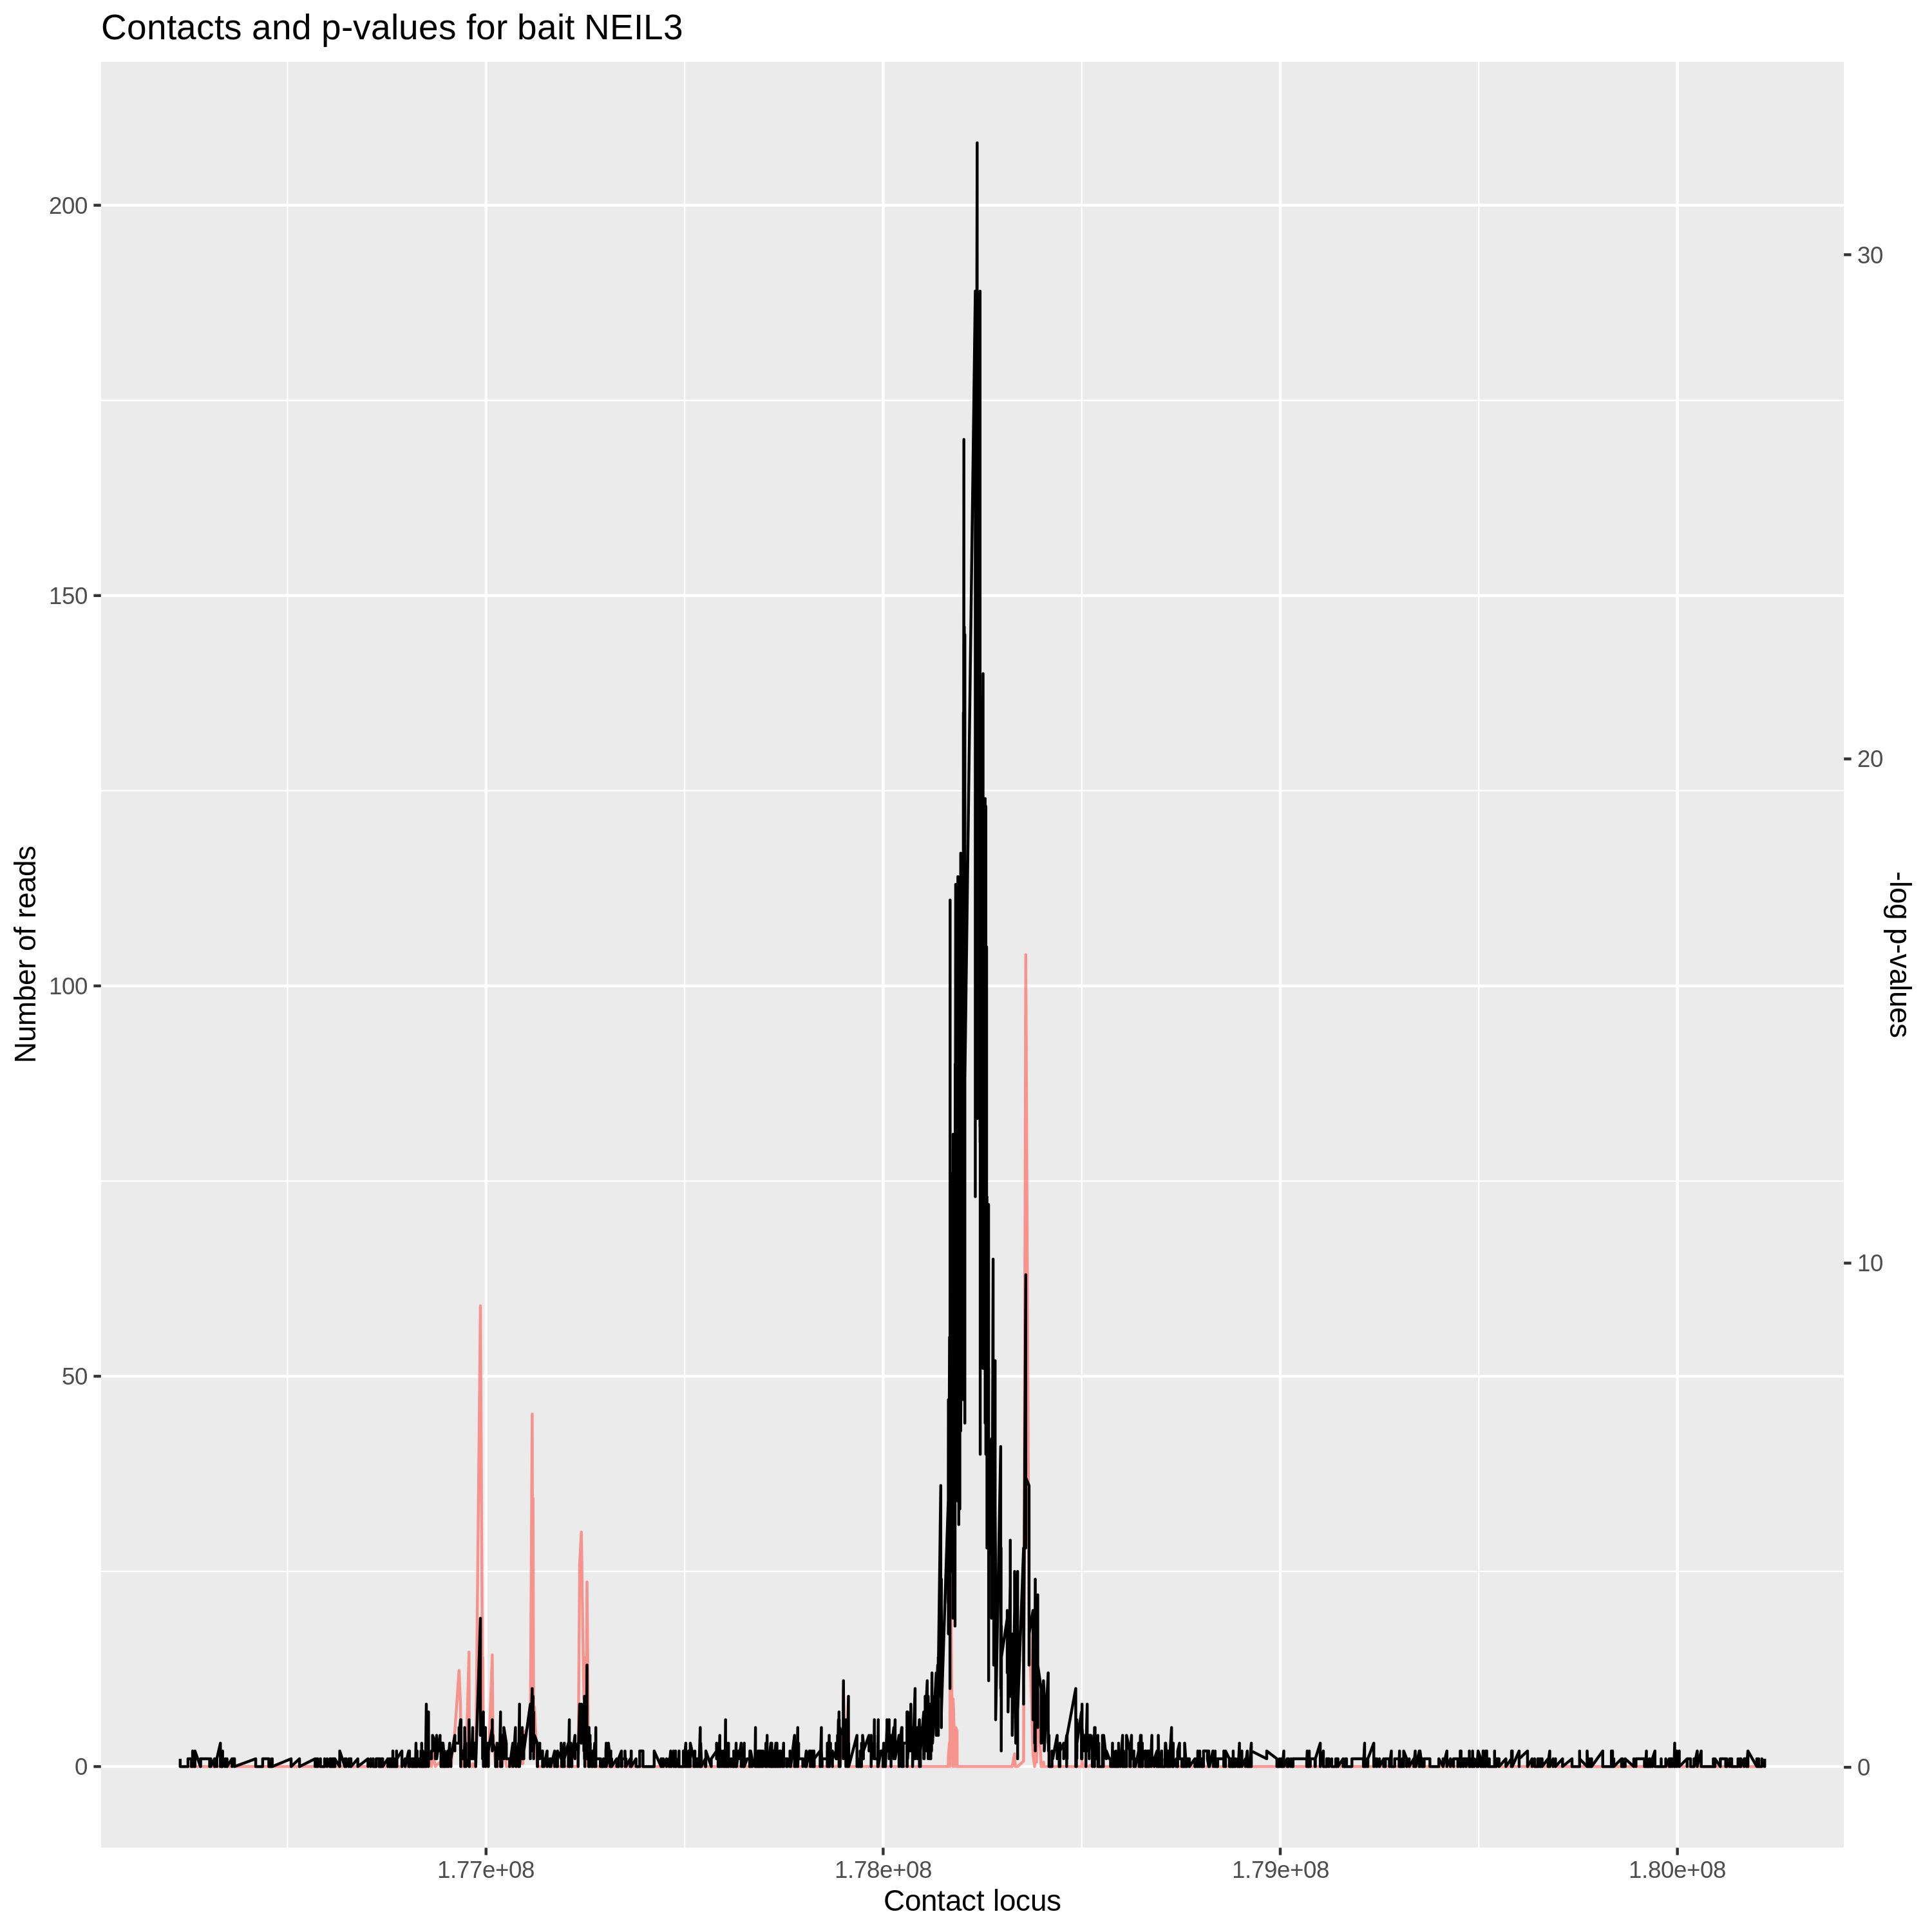 Contacts and p-values for bait NEIL3
200
150
100
50
0
Number of reads
30
20
10
0
-log p-values
1.77e+08
1.78e+08
1.79e+08
1.80e+08
Contact locus